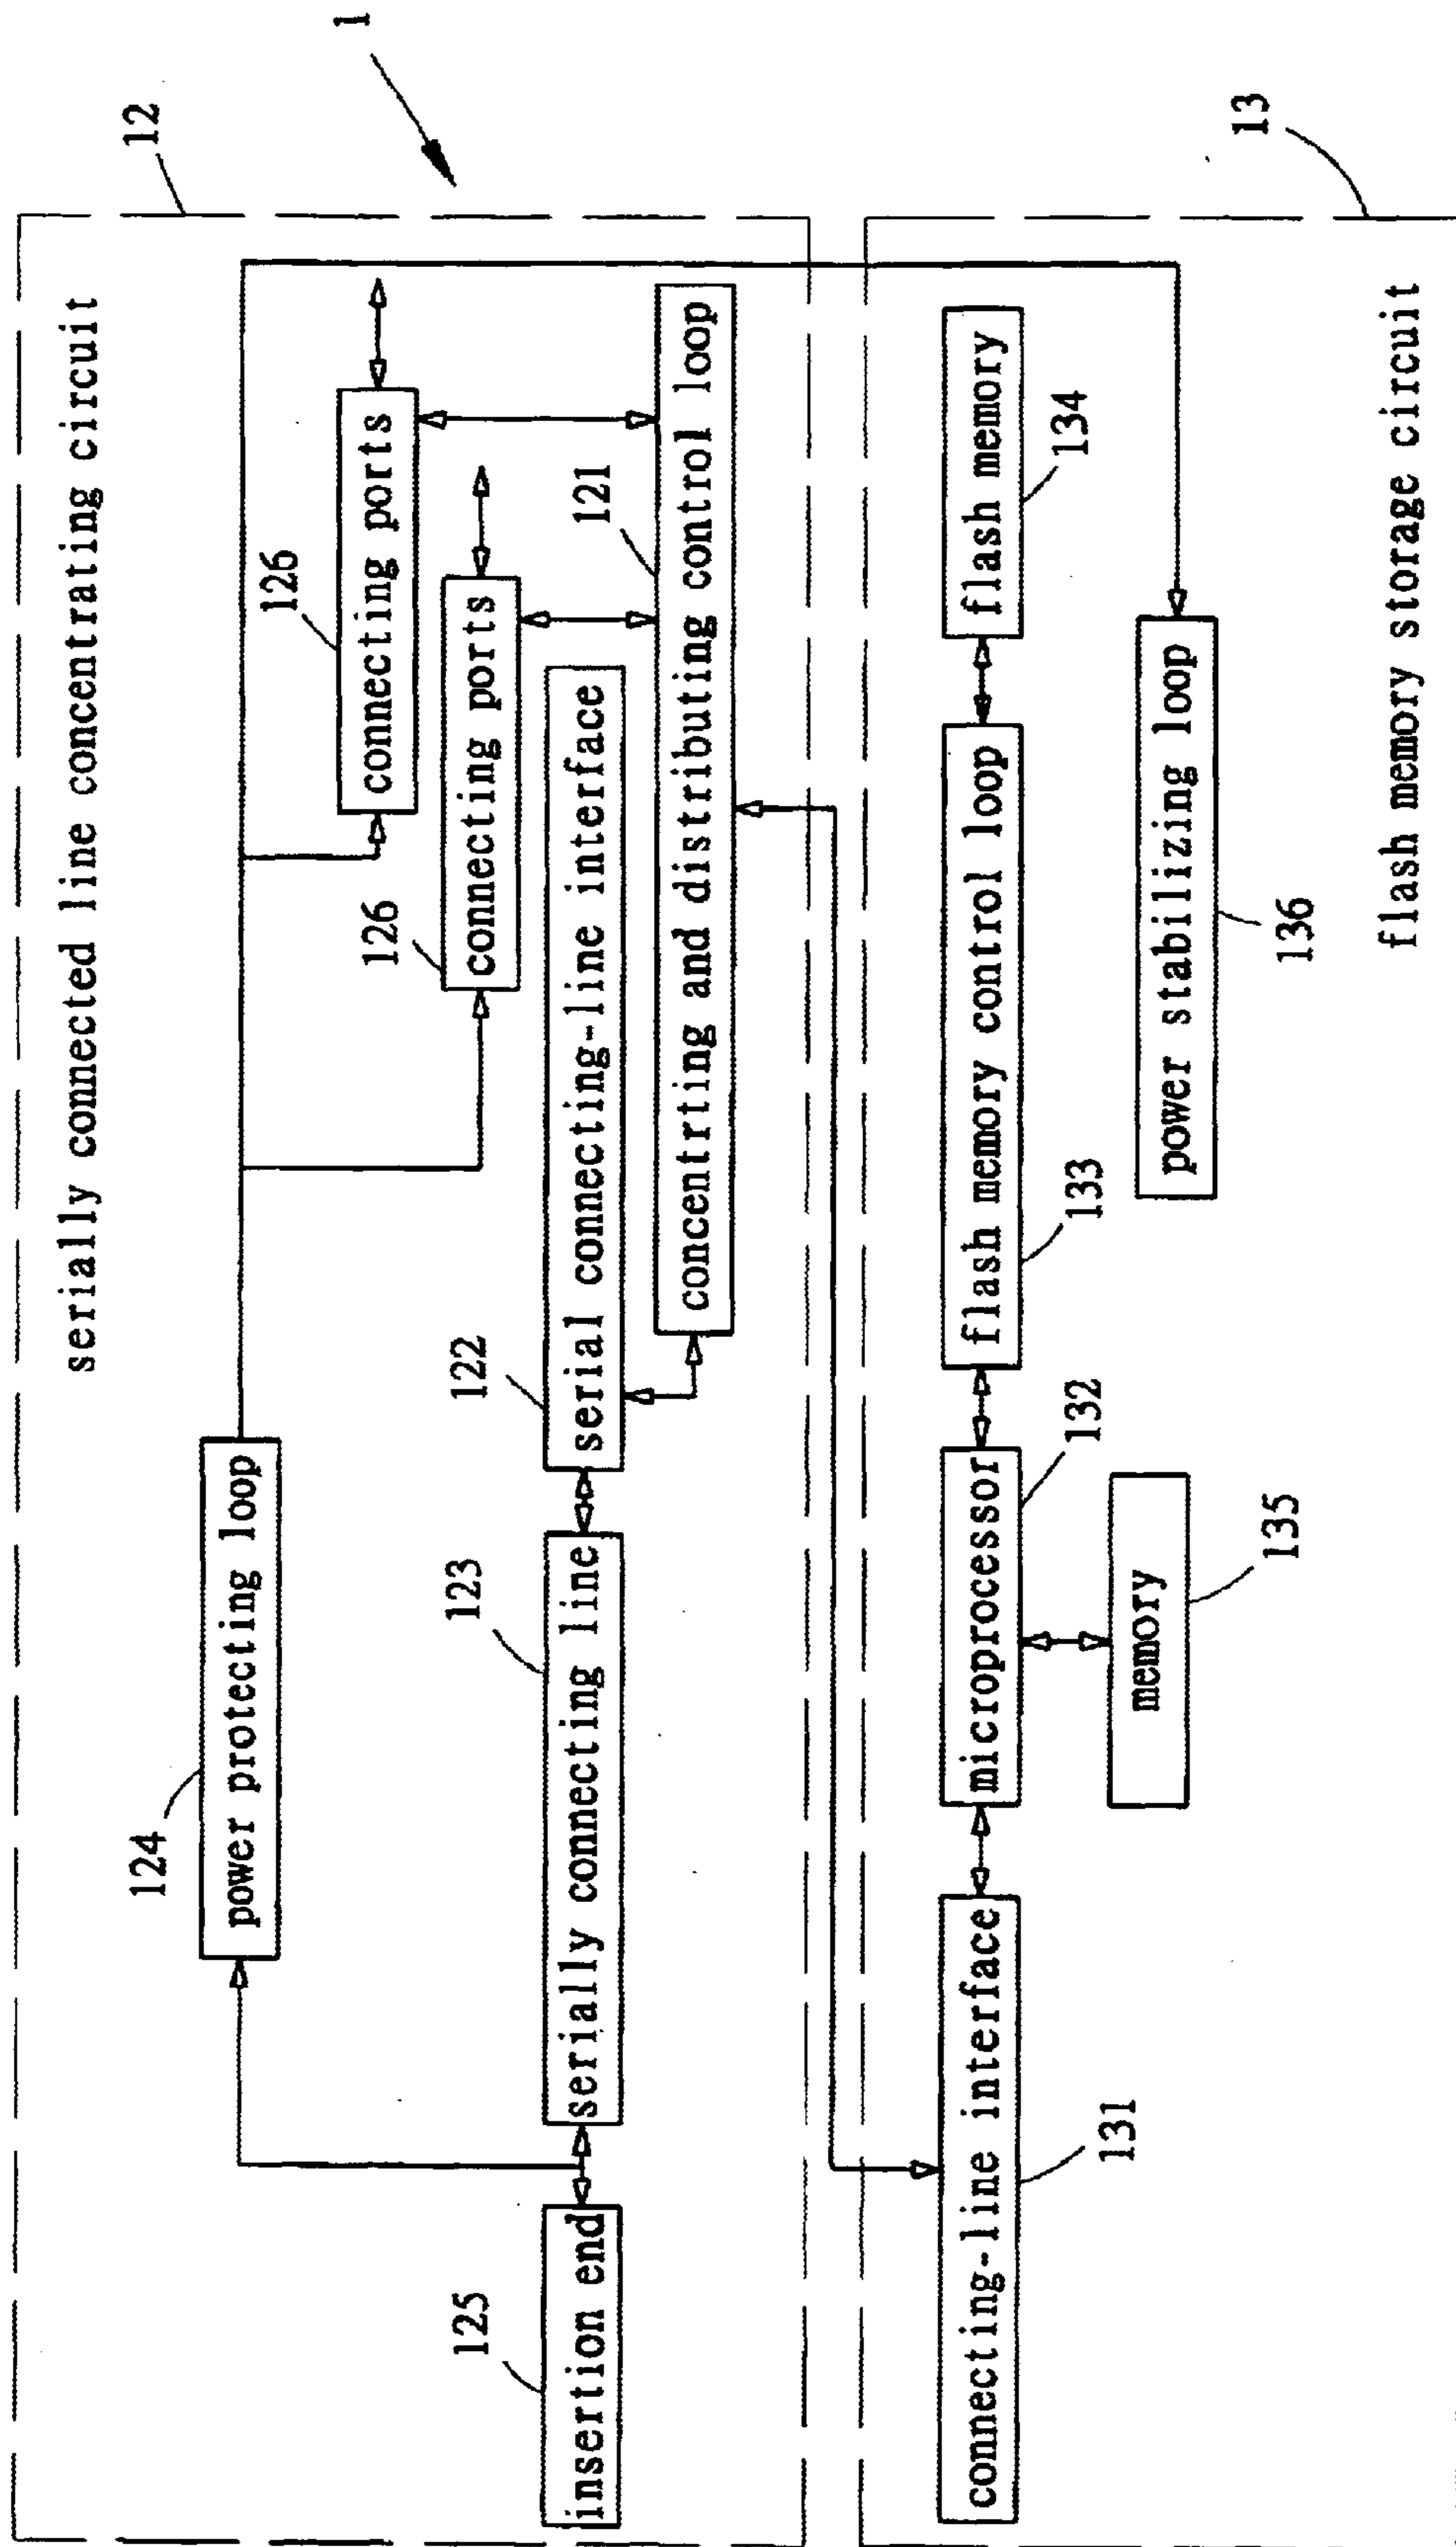 1
12
serially connected line concentrating circuit
124
power protecting loop
126
connecting ports
126
connecting ports
125
insertion end
123
serially connecting line
122
serial connecting-line interface
121
concentrting and distributing control loop
13
131
connecting-line interface
132
microprocessor
133
flash memory control loop
134
flash memory
135
memory
136
power stabilizing loop
flash memory storage circuit